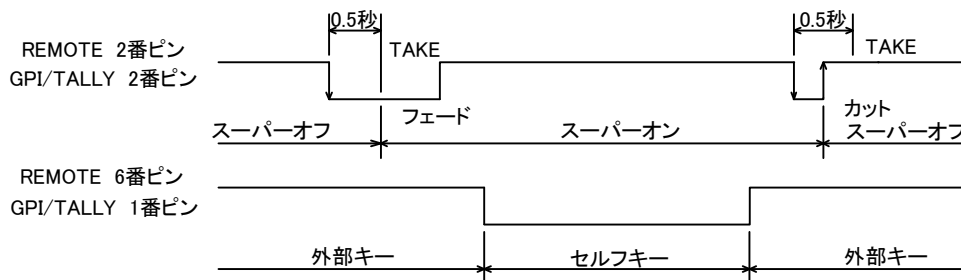 0.5秒 0.5秒
REMOTE 2番ピン TAKE TAKE
GPI/TALLY 2番ピン
フェード カット
スーパーオフ スーパーオン スーパーオフ
REMOTE 6番ピン
GPI/TALLY 1番ピン
外部キー セルフキー 外部キー